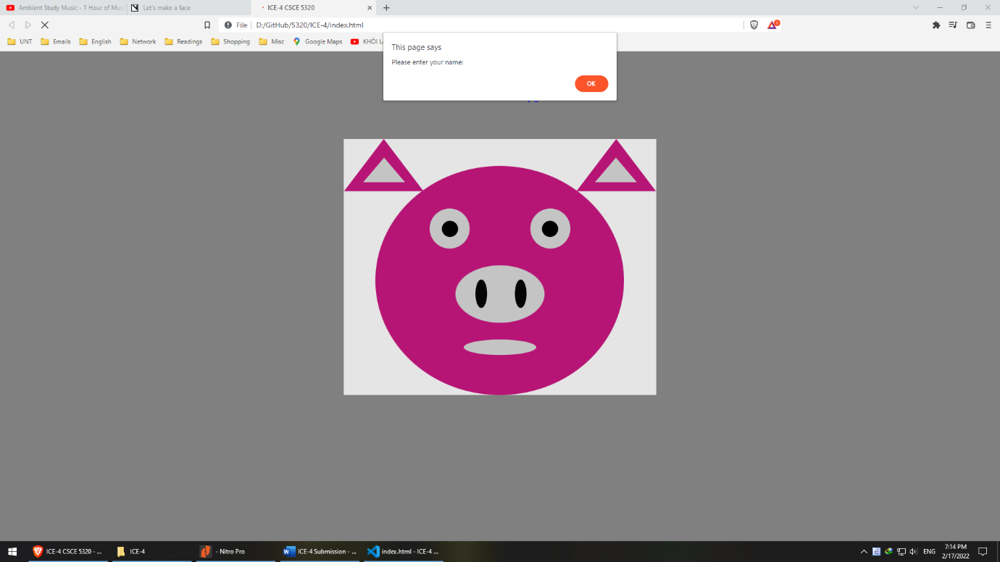 Ambient Study Music - 1 Hour of Mus
Let's make a face
ICE-4 CSCE 5320
File
D:/GitHub/5320/ICE-4/index.html
1
UNT
Emails
English
Network
Readings
Shopping
Misc
Google Maps
KHÓI L
This page says
Please enter your name:
OK
ICE-4 CSCE 5320 - ...
ICE-4
- Nitro Pro
ICE-4 Submission - ...
index.html - ICE-4 ...
ENG
7:14 PM
2/17/2022